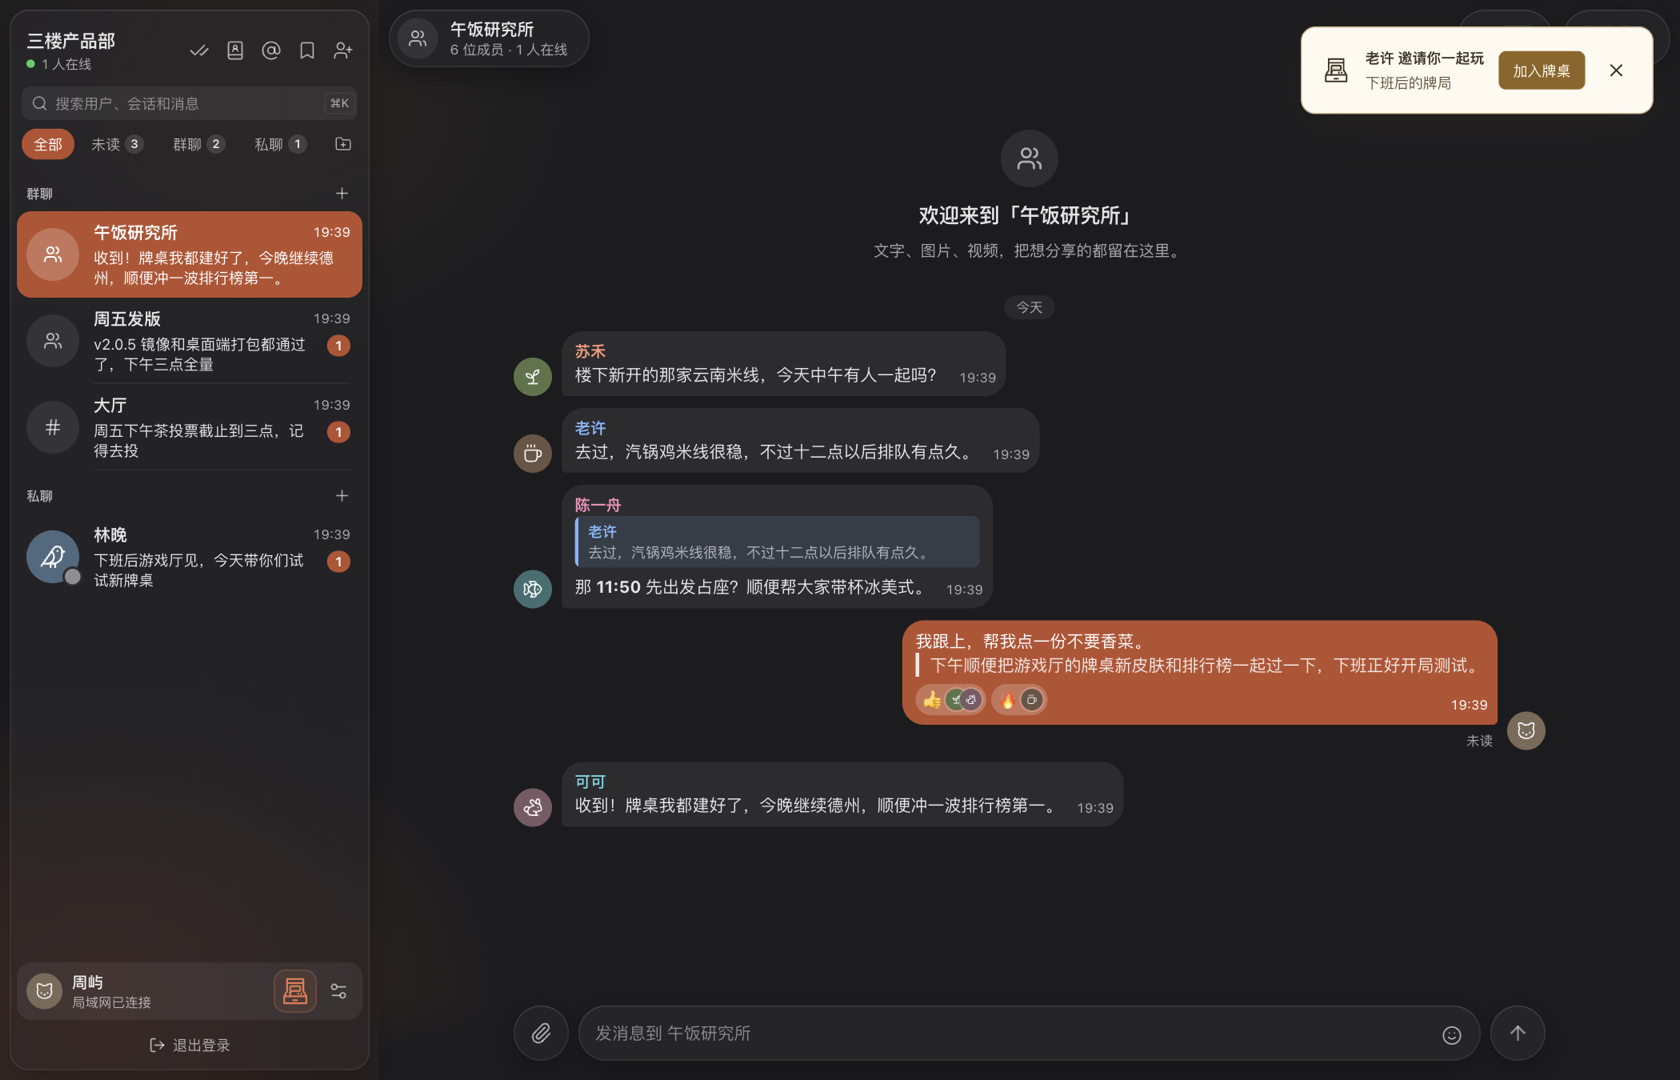 三楼产品部
1 人在线
搜索用户、会话和消息
⌘K
全部
未读 3
群聊 2
私聊 1
群聊
午饭研究所
19:39
收到！牌桌我都建好了，今晚继续德
州，顺便冲一波排行榜第一。
周五发版
19:39
v2.0.5 镜像和桌面端打包都通过
了，下午三点全量
1
大厅
19:39
周五下午茶投票截止到三点，记
得去投
1
私聊
林晚
19:39
下班后游戏厅见，今天带你们试
试新牌桌
1
周屿
局域网已连接
退出登录
午饭研究所
6 位成员 · 1 人在线
老许 邀请你一起玩
下班后的牌局
加入牌桌
欢迎来到「午饭研究所」
文字、图片、视频，把想分享的都留在这里。
今天
苏禾
楼下新开的那家云南米线，今天中午有人一起吗？
19:39
老许
去过，汽锅鸡米线很稳，不过十二点以后排队有点久。
19:39
陈一舟
老许
去过，汽锅鸡米线很稳，不过十二点以后排队有点久。
那 11:50 先出发占座？顺便帮大家带杯冰美式。
19:39
我跟上，帮我点一份不要香菜。
下午顺便把游戏厅的牌桌新皮肤和排行榜一起过一下，下班正好开局测试。
19:39
未读
可可
收到！牌桌我都建好了，今晚继续德州，顺便冲一波排行榜第一。
19:39
发消息到 午饭研究所